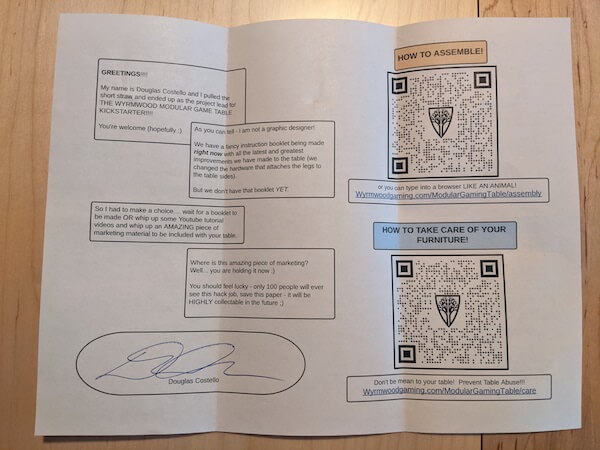 GREETINGS!!!!
My name is Douglas Costello and I pulled the
short straw and ended up as the project lead for
THE WYRMWOOD MODULAR GAME TABLE
KICKSTARTER!!!!
You're welcome (hopefully :)
As you can tell - I am not a graphic designer!
We have a fancy instruction booklet being made
right now with all the latest and greatest
improvements we have made to the table (we
changed the hardware that attaches the legs to
the table sides).
But we don't have that booklet YET.
So I had to make a choice.... wait for a booklet to
be made OR whip up some Youtube tutorial
videos and whip up an AMAZING piece of
marketing material to be included with your table.
Where is this amazing piece of marketing?
Well... you are holding it now :)
You should feel lucky - only 100 people will ever
see this hack job, save this paper - it will be
HIGHLY collectable in the future ;)
Douglas Costello
HOW TO ASSEMBLE!
or you can type into a browser LIKE AN ANIMAL!
Wyrmwoodgaming.com/ModularGamingTable/assembly
HOW TO TAKE CARE OF YOUR
FURNITURE!
Don't be mean to your table! Prevent Table Abuse!!!
Wyrmwoodgaming.com/ModularGamingTable/care